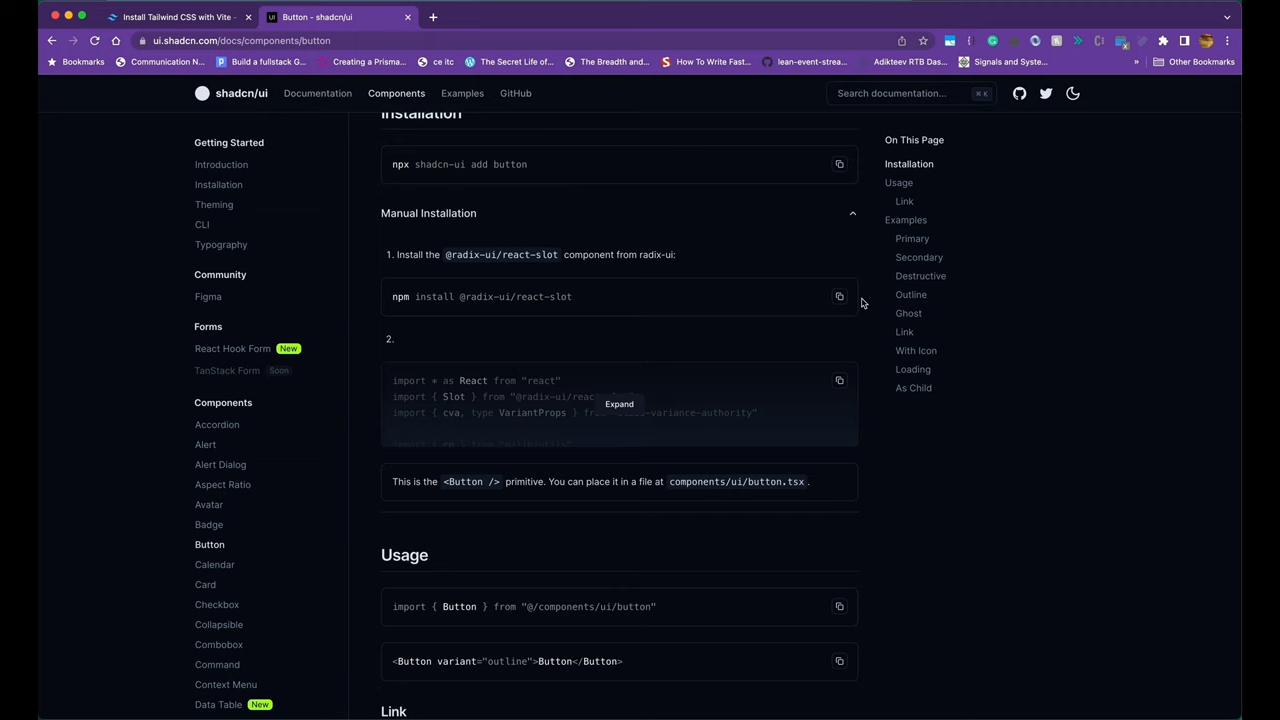 Install Tailwind CSS with Vite -
Button - shadcn/ui
ui.shadcn.com/docs/components/button
Bookmarks
Communication N...
Build a fullstack G...
Creating a Prisma...
ce itc
The Secret Life of...
The Breadth and...
How To Write Fast...
lean-event-strea...
Adikteev RTB Das...
Signals and Syste...
»
Other Bookmarks
shadcn/ui
Documentation
Components
Examples
GitHub
Search documentation...
⌘ K
Getting Started
Introduction
Installation
Theming
CLI
Typography
Community
Figma
Forms
React Hook Form New
TanStack Form Soon
Components
Accordion
Alert
Alert Dialog
Aspect Ratio
Avatar
Badge
Button
Calendar
Card
Checkbox
Collapsible
Combobox
Command
Context Menu
Data Table New
Installation
npx shadcn-ui add button
Manual Installation
1. Install the @radix-ui/react-slot component from radix-ui:
npm install @radix-ui/react-slot
2.
import * as React from "react"
import { Slot } from "@radix-ui/reac
import { cva, type VariantProps } from -variance-authority"
Expand
This is the <Button /> primitive. You can place it in a file at components/ui/button.tsx.
Usage
import { Button } from "@/components/ui/button"
<Button variant="outline">Button</Button>
Link
On This Page
Installation
Usage
Link
Examples
Primary
Secondary
Destructive
Outline
Ghost
Link
With Icon
Loading
As Child